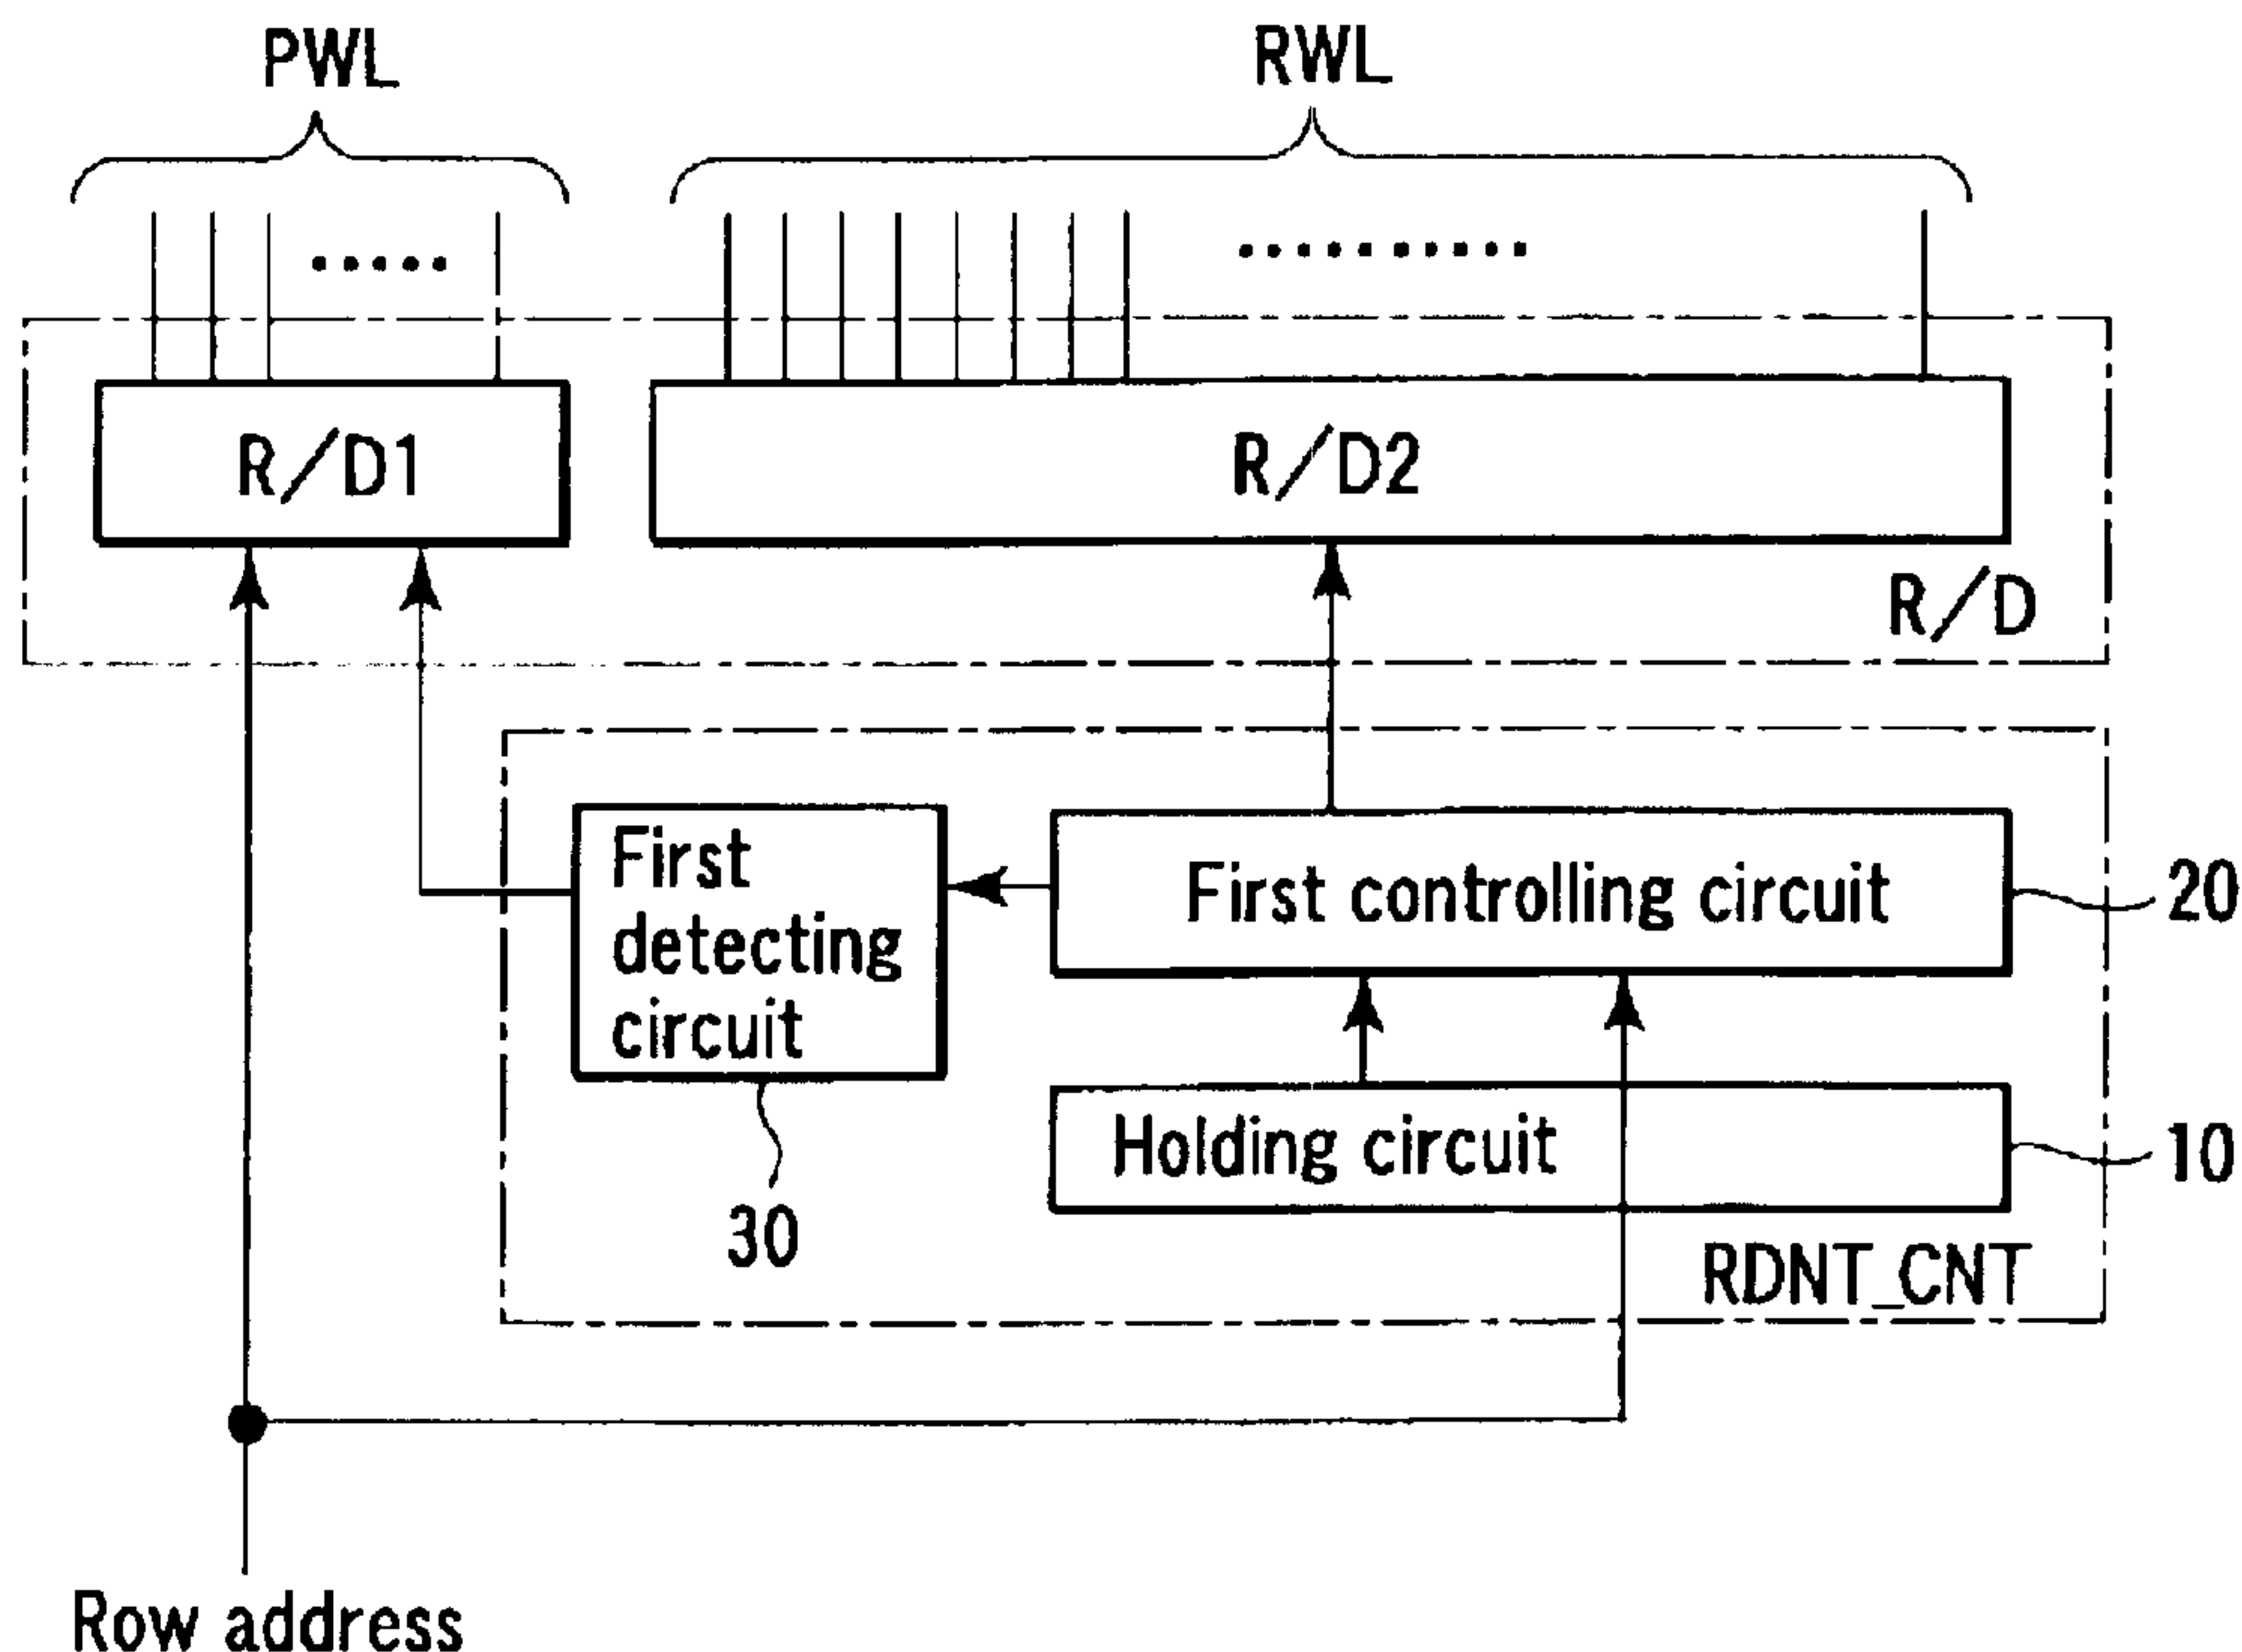 PWL
RWL
R/D1
R/D2
R/D
First
detecting
circuit
First controlling circuit
20
Holding circuit
10
30
RDNT_CNT
Row address